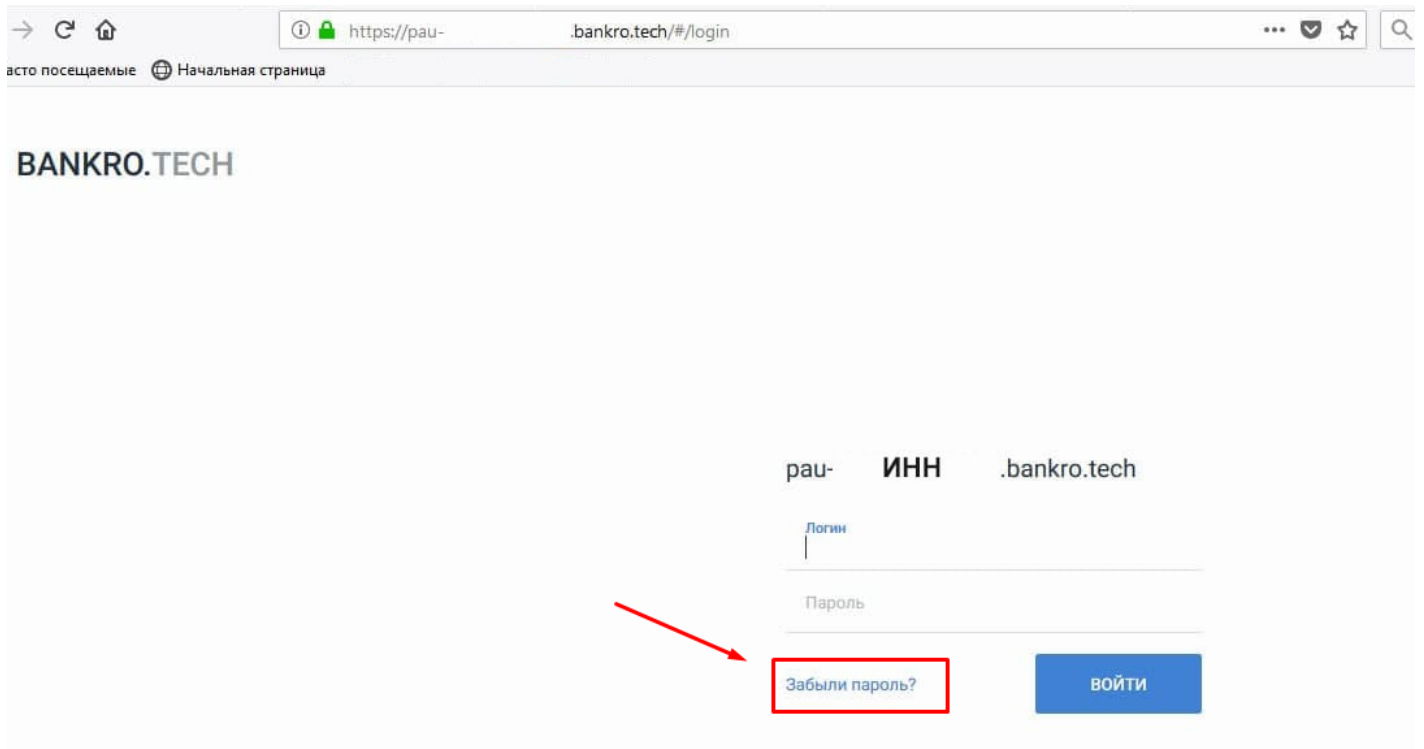 https://pau- .bankro.tech/#/login
асто посещаемые Начальная страница
BANKRO.TECH
pau- ИНН .bankro.tech
Логин
Пароль
Забыли пароль?
ВОЙТИ